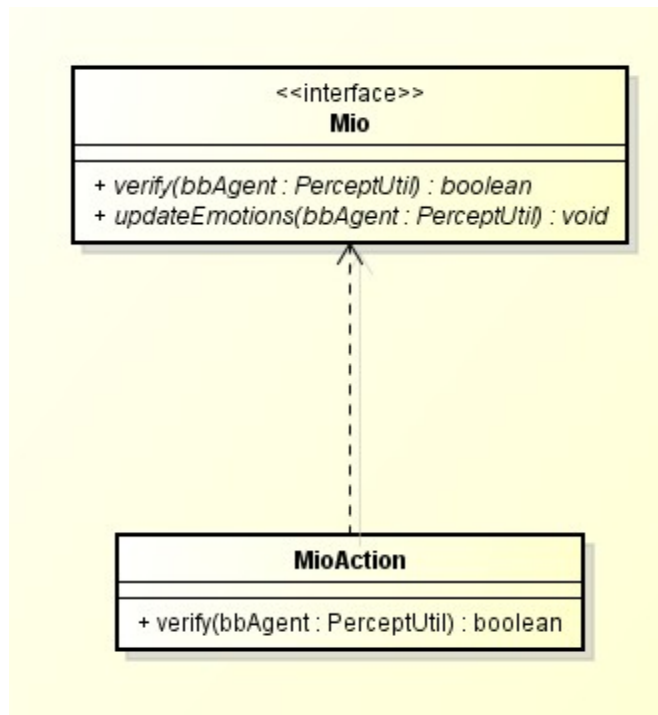 <<interface>>
Mio
+ verify(bbAgent : PerceptUtil) : boolean
+ updateEmotions(bbAgent : PerceptUtil) : void
MioAction
+ verify(bbAgent : PerceptUtil) : boolean